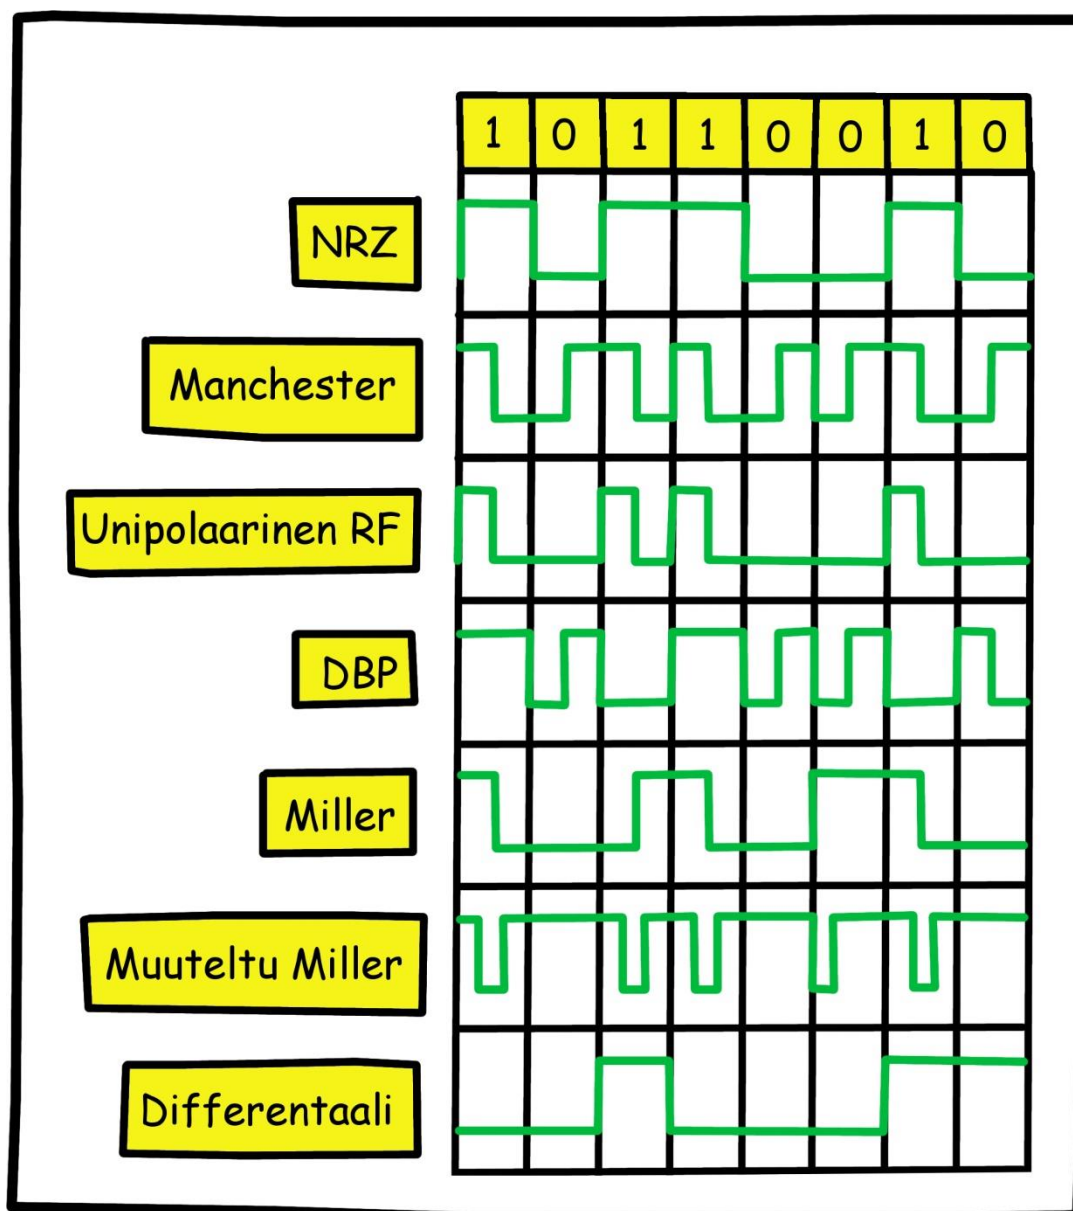 1 0 1 1 0 0 1 0
NRZ
Manchester
Unipolaarinen RF
DBP
Miller
Muuteltu Miller
Differentaali